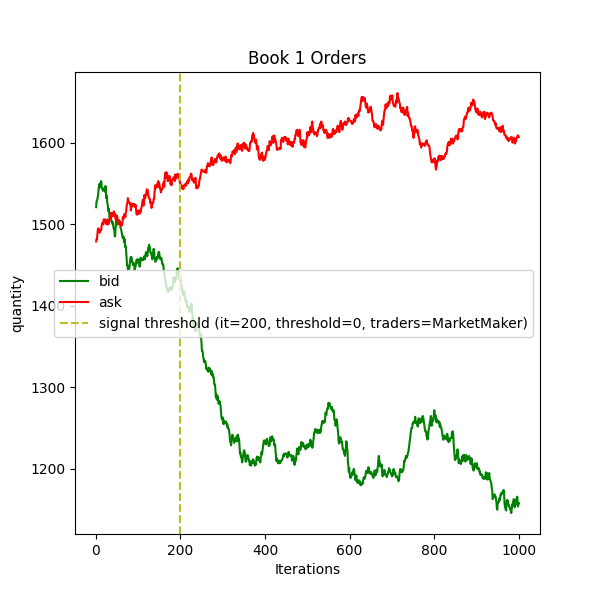 Book 1 Orders
quantity
1600
1500
1400
1300
1200
bid
ask
signal threshold (it=200, threshold=0, traders=MarketMaker)
0 200 400 600 800 1000
Iterations